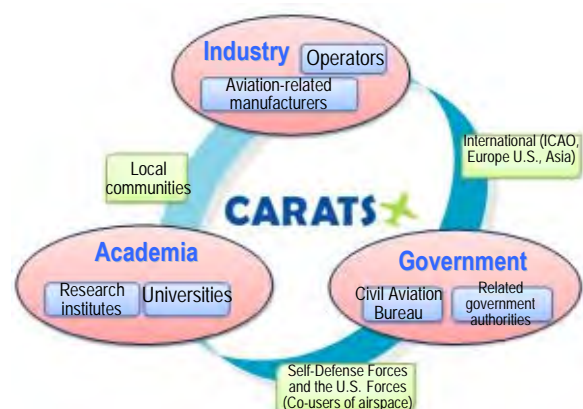 Industry
Operators
Aviation-related
manufacturers
International (ICAO,
Europe U.S., Asia)
Local
communities
CARATS
Academia
Research
institutes
Universities
Government
Civil Aviation
Bureau
Related
government
authorities
Self-Defense Forces
and the U.S. Forces
(Co-users of airspace)